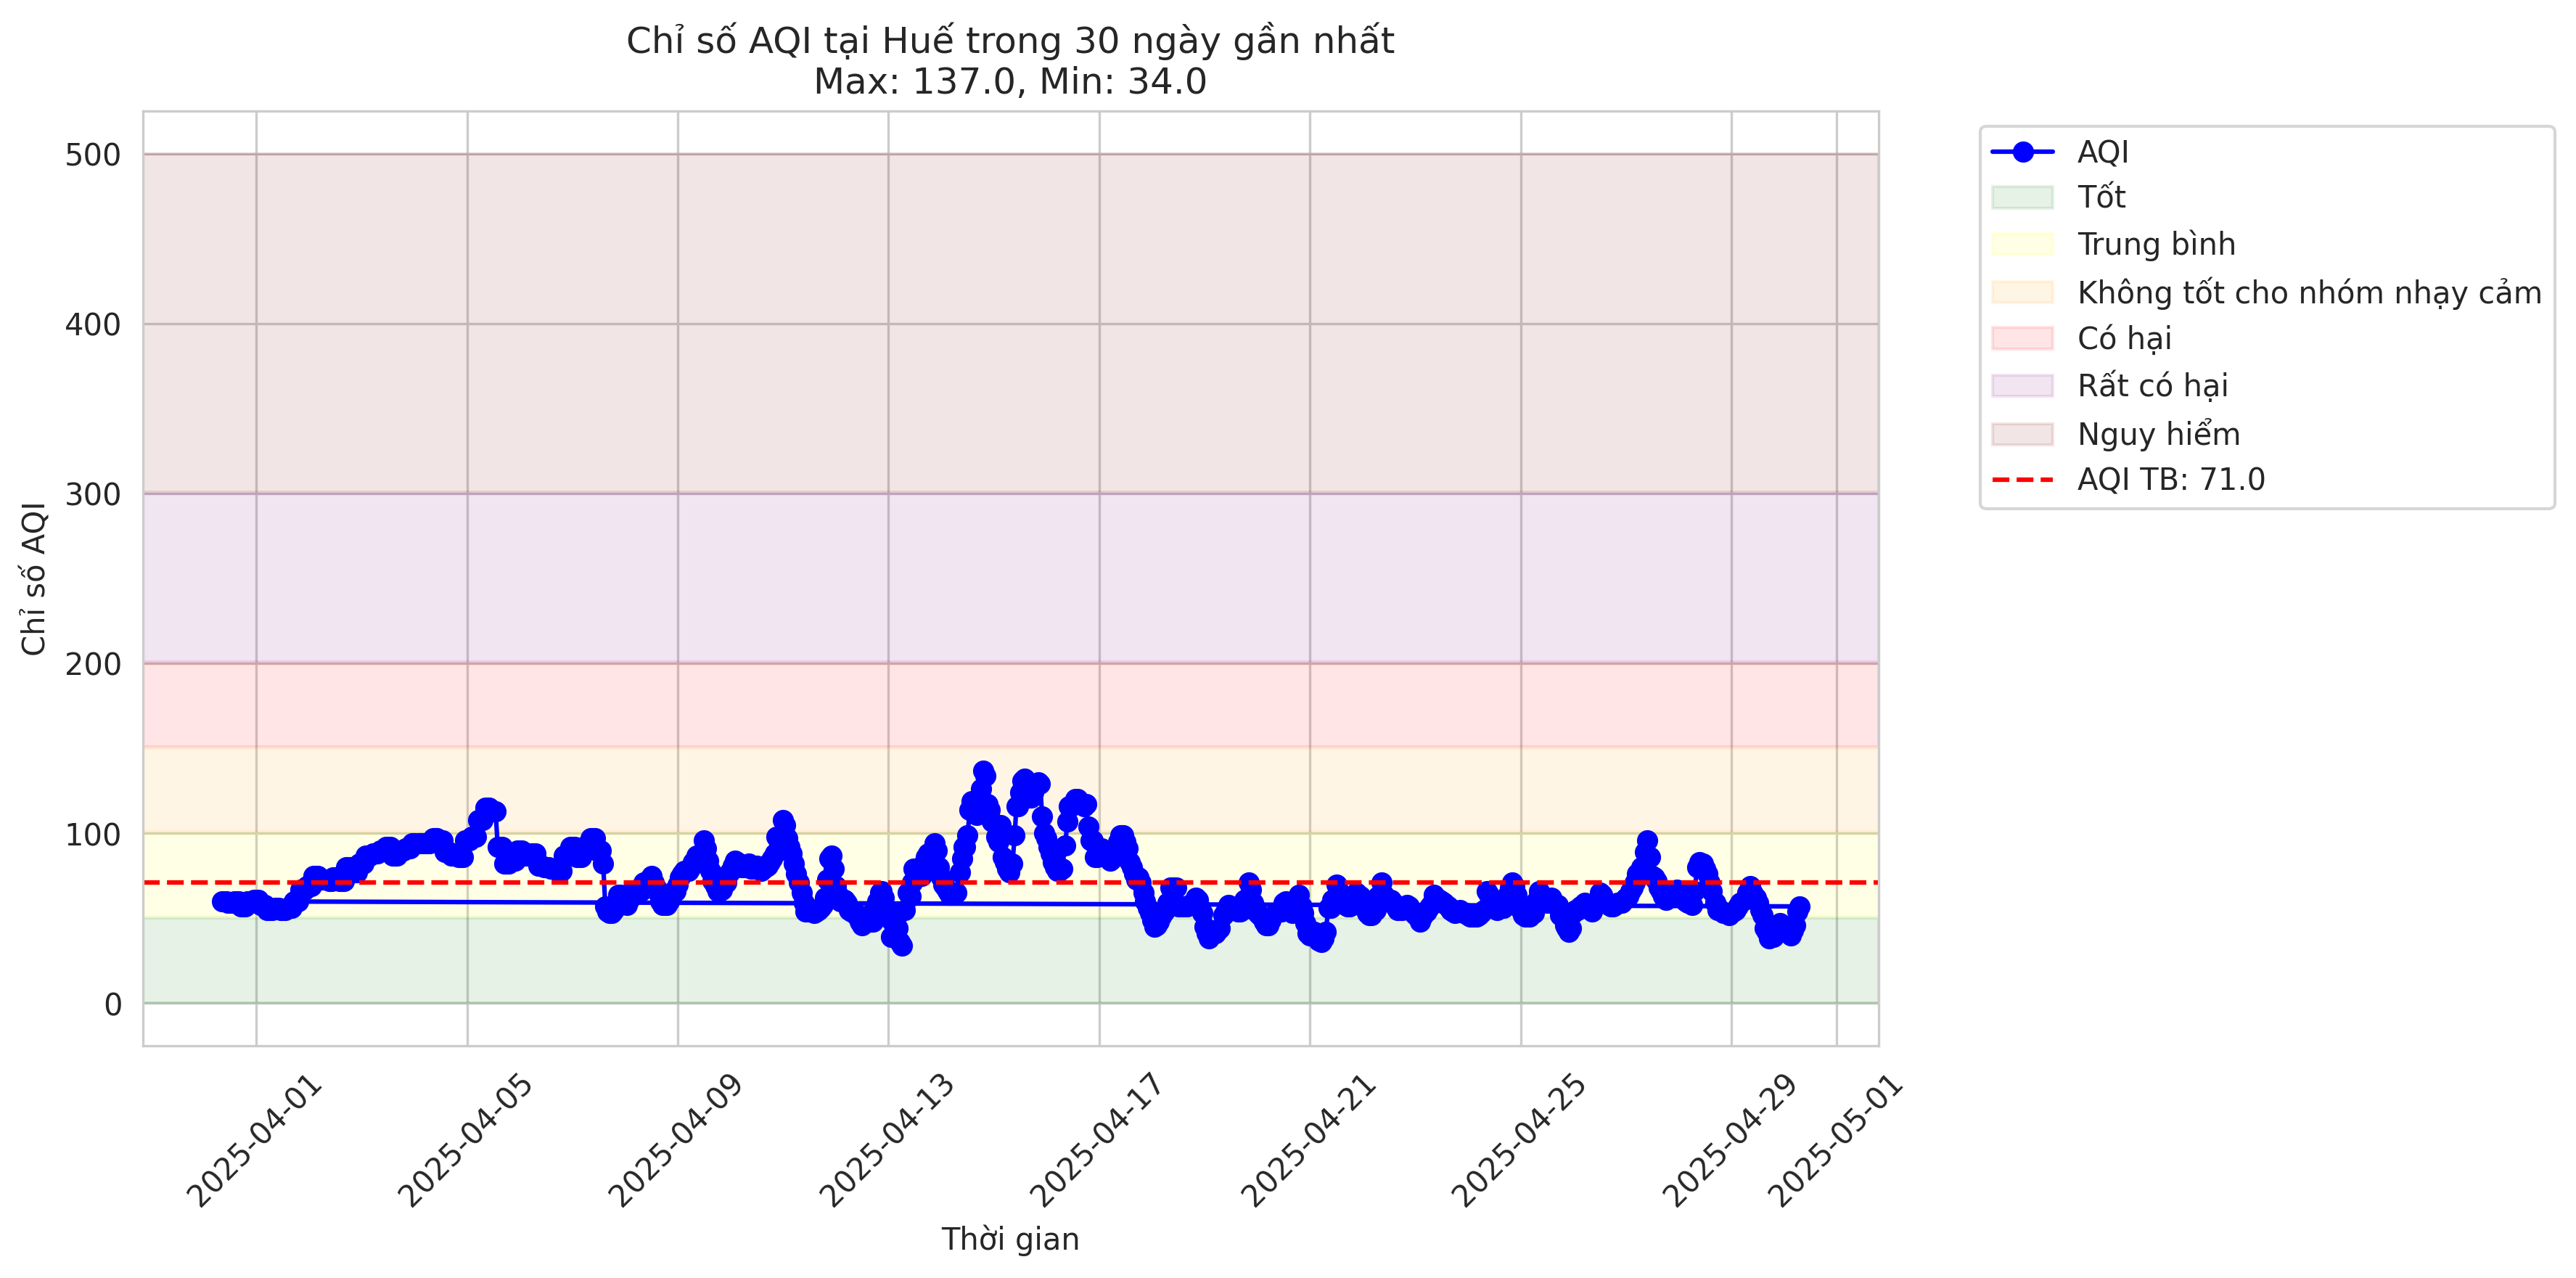 Chỉ số AQI tại Huế trong 30 ngày gần nhất
Max: 137.0, Min: 34.0
Chỉ số AQI
500
400
300
200
100
0
2025-04-01
2025-04-05
2025-04-09
2025-04-13
2025-04-17
2025-04-21
2025-04-25
2025-04-29
2025-05-01
Thời gian
AQI
Tốt
Trung bình
Không tốt cho nhóm nhạy cảm
Có hại
Rất có hại
Nguy hiểm
AQI TB: 71.0